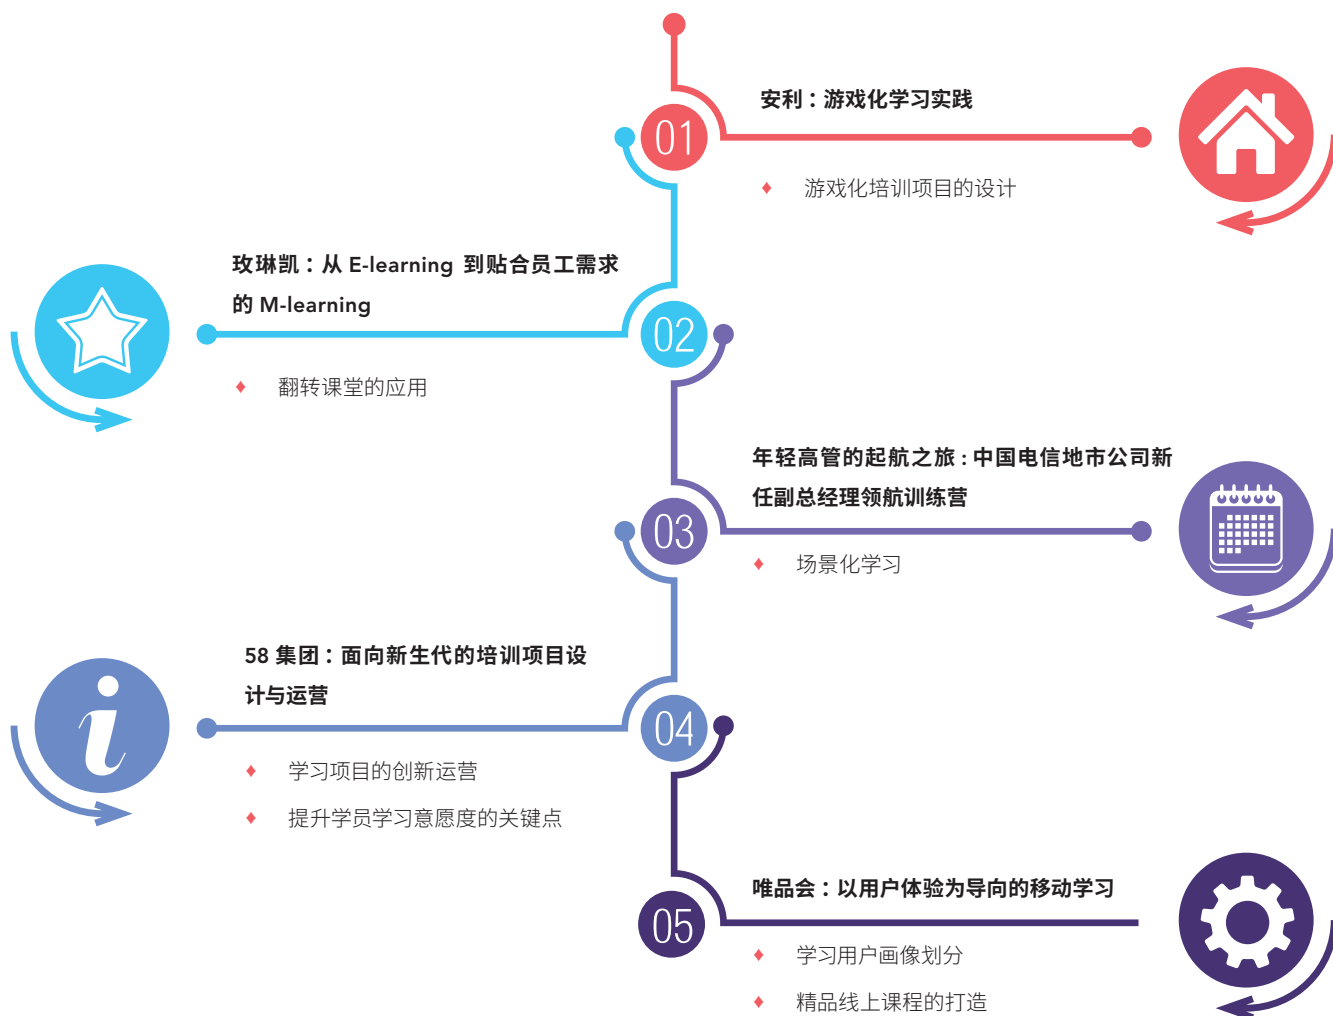 01
安利：游戏化学习实践
游戏化培训项目的设计
02
玫琳凯：从 E-learning 到贴合员工需求
的 M-learning
翻转课堂的应用
03
年轻高管的起航之旅：中国电信地市公司新
任副总经理领航训练营
场景化学习
04
58 集团：面向新生代的培训项目设
计与运营
学习项目的创新运营
提升学员学习意愿度的关键点
05
唯品会：以用户体验为导向的移动学习
学习用户画像划分
精品线上课程的打造